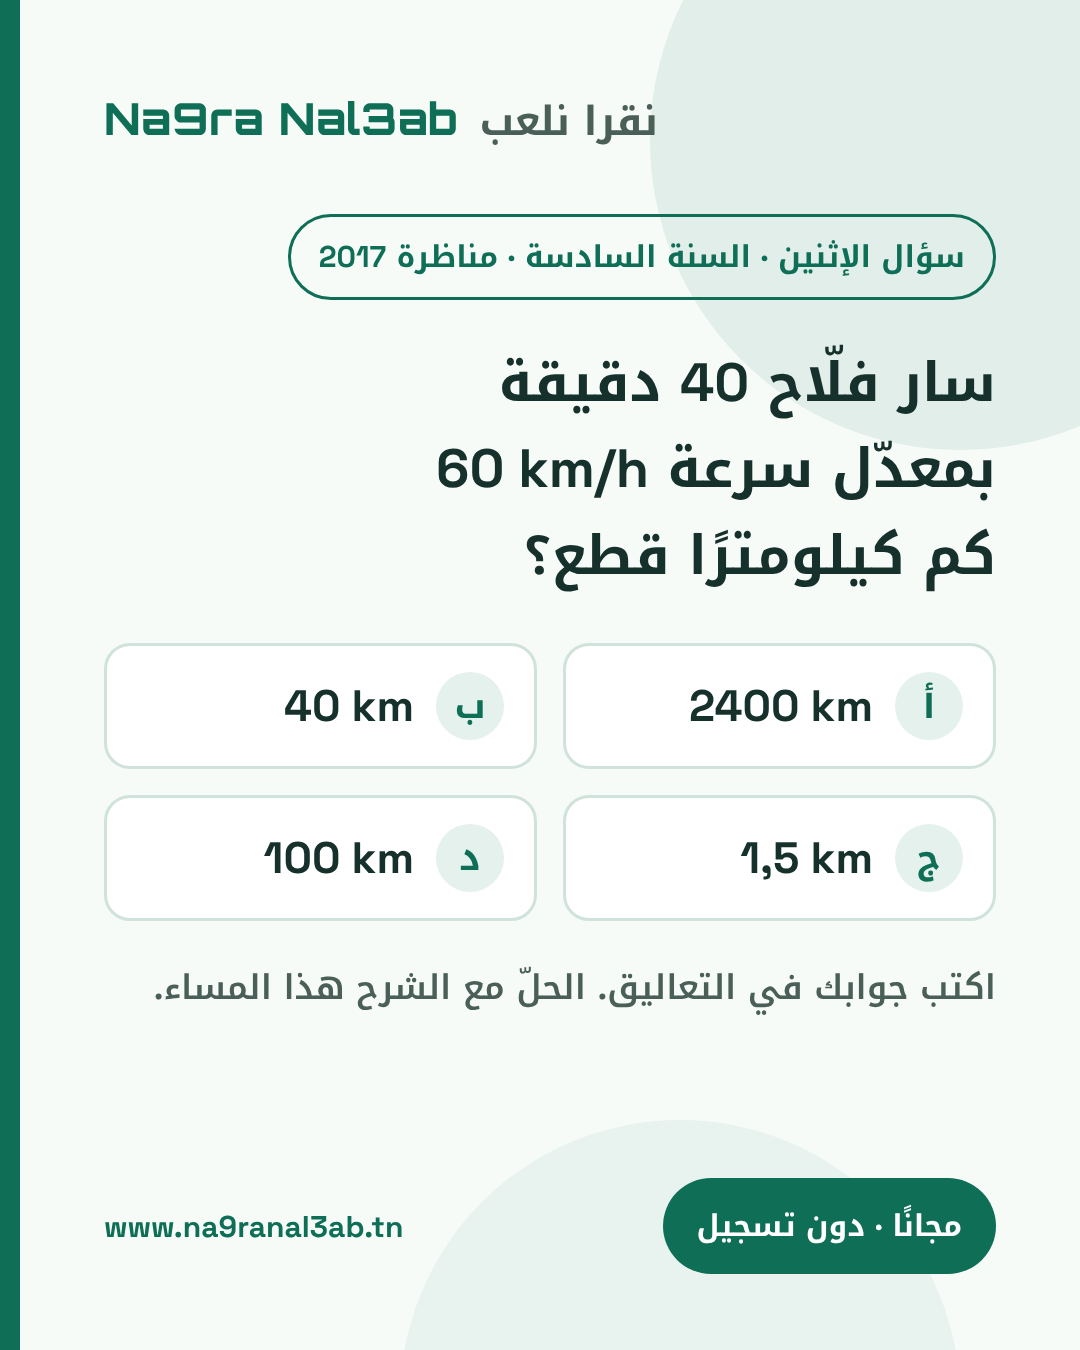 Na9ra Nal3ab نقرا نلعب
سؤال الإثنين · السنة السادسة · مناظرة 2017
سار فلّاح 40 دقيقة
بمعدّل سرعة 60 km/h
كم كيلومترًا قطع؟
أ 2400 km
ب 40 km
ج 1,5 km
د 100 km
اكتب جوابك في التعاليق. الحلّ مع الشرح هذا المساء.
مجانًا · دون تسجيل
www.na9ranal3ab.tn